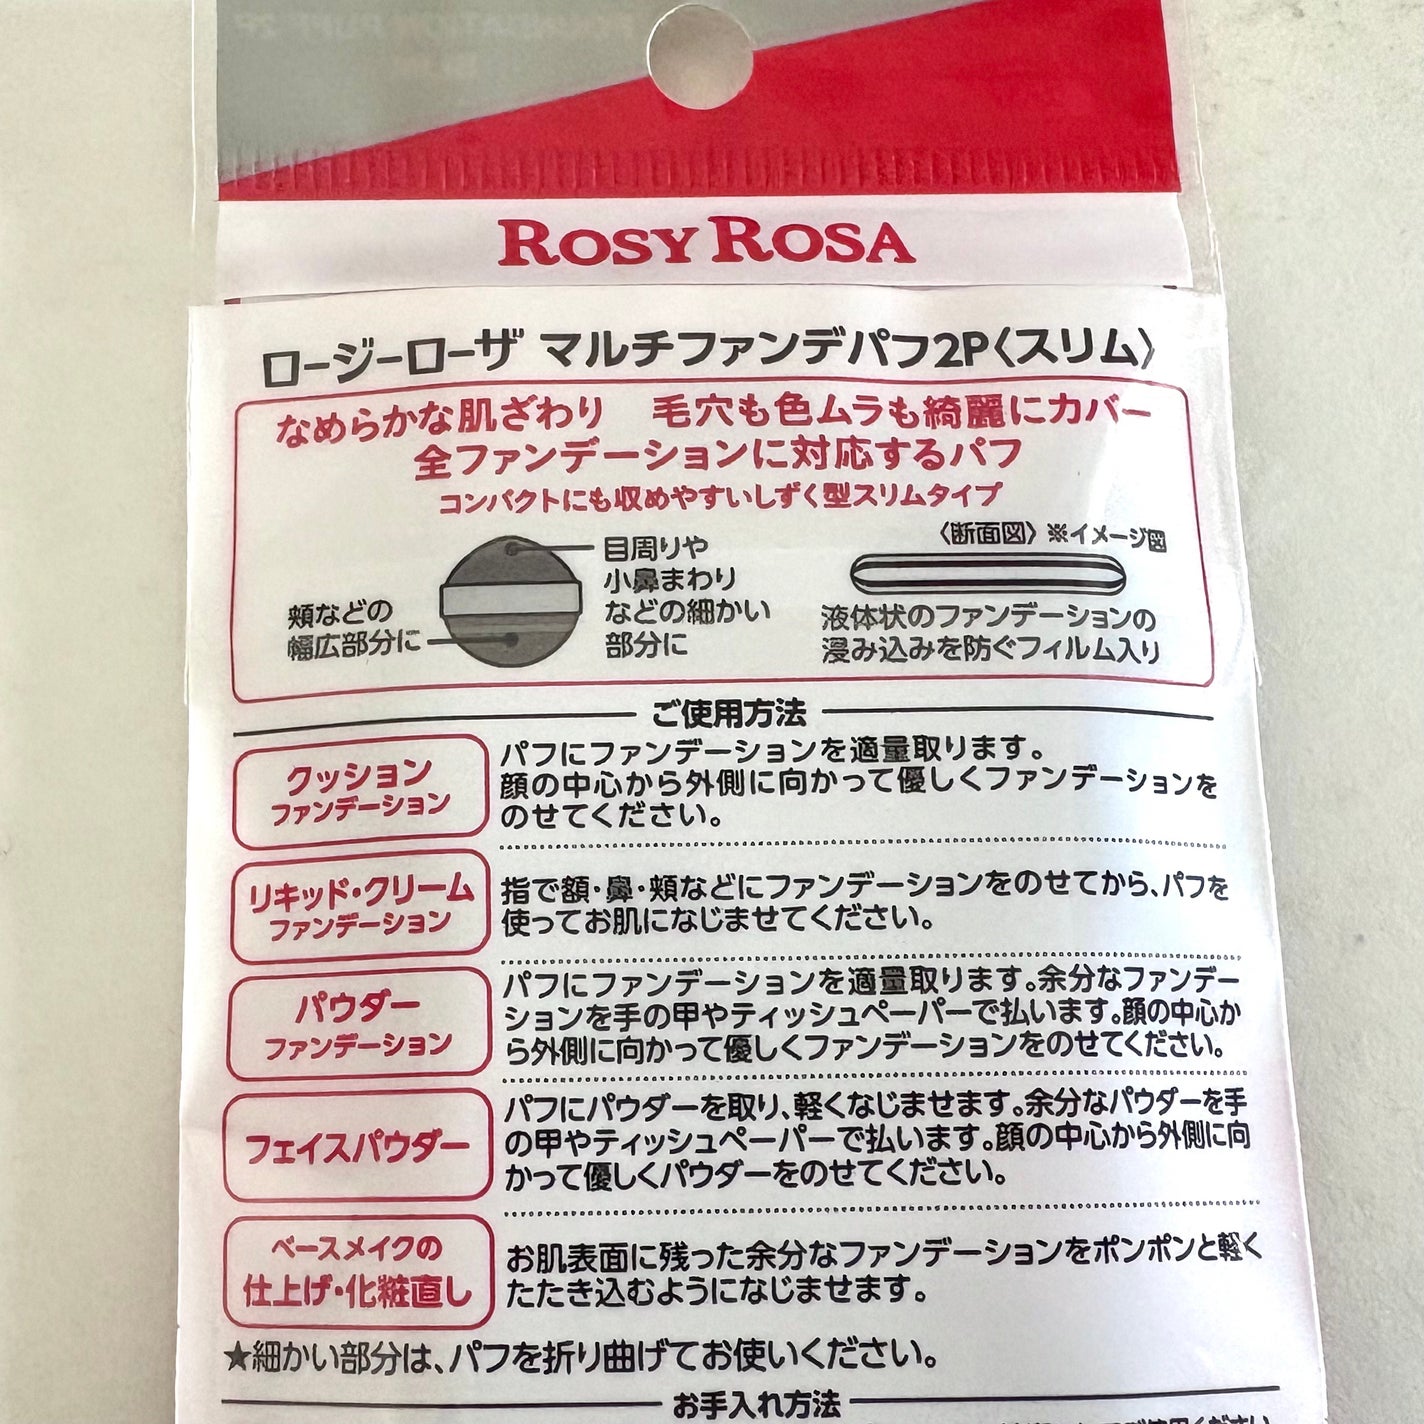 ROSY ROSA
ロージーローザ マルチファンデパフ2P〈スリム〉
なめらかな肌ざわり 毛穴も色ムラも綺麗にカバー
全ファンデーションに対応するパフ
コンパクトにも収めやすいしずく型スリムタイプ
目周りや
小鼻まわり
などの細かい
部分に
頬などの
幅広部分に
〈断面図〉※イメージ図
液体状のファンデーションの
浸み込みを防ぐフィルム入り
ご使用方法
クッション
ファンデーション
パフにファンデーションを適量取ります。
顔の中心から外側に向かって優しくファンデーションを
のせてください。
リキッド・クリーム
ファンデーション
指で額・鼻・頬などにファンデーションをのせてから、パフを
使ってお肌になじませてください。
パウダー
ファンデーション
パフにファンデーションを適量取ります。余分なファンデー
ションを手の甲やティッシュペーパーで払います。顔の中心か
ら外側に向かって優しくファンデーションをのせてください。
フェイスパウダー
パフにパウダーを取り、軽くなじませます。余分なパウダーを手
の甲やティッシュペーパーで払います。顔の中心から外側に向
かって優しくパウダーをのせてください。
ベースメイクの
仕上げ・化粧直し
お肌表面に残った余分なファンデーションをポンポンと軽く
たたき込むようになじませます。
★細かい部分は、パフを折り曲げてお使いください。
お手入れ方法